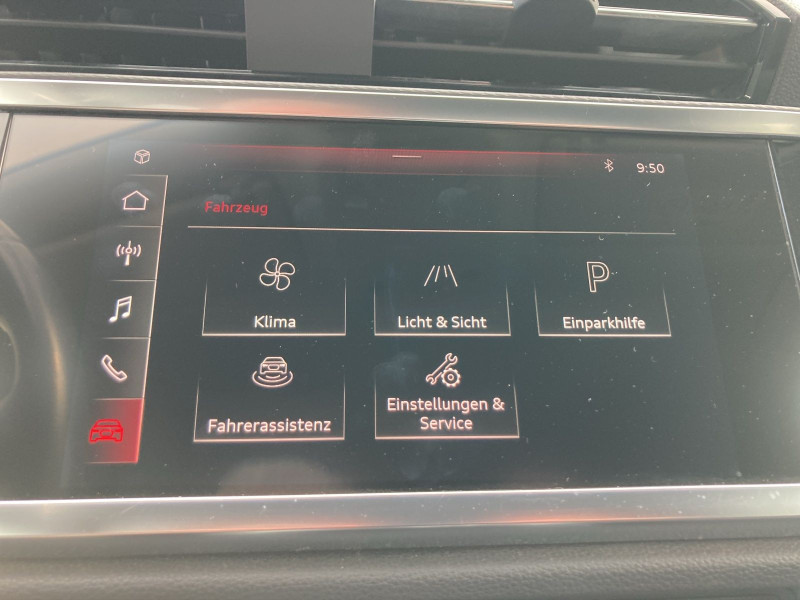 9:50
Fahrzeug
Klima
Licht & Sicht
P
Einparkhilfe
Fahrerassistenz
Einstellungen &
Service